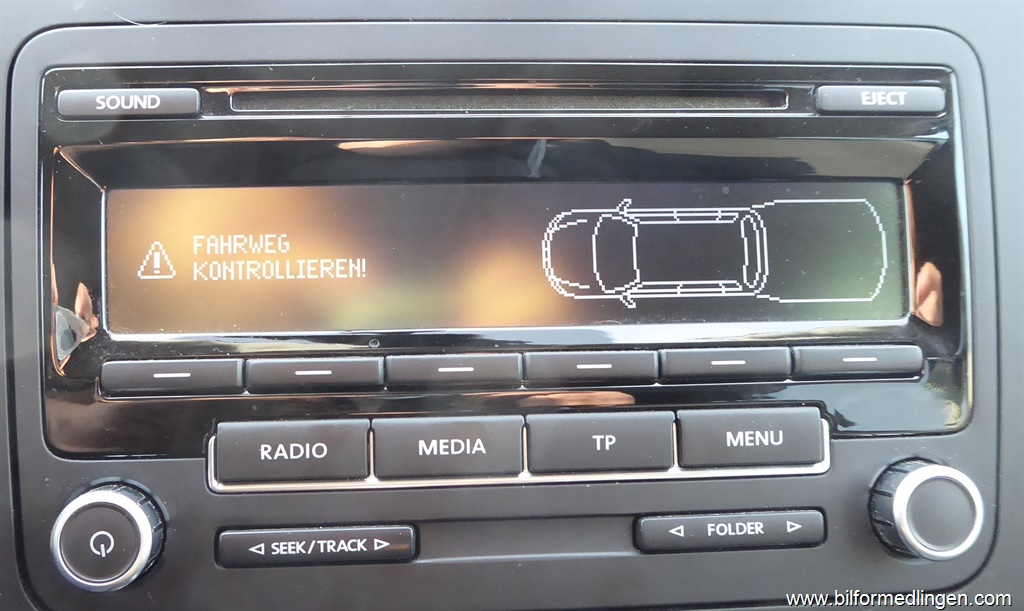 SOUND
EJECT
FAHRWEG
KONTROLLIEREN!
RADIO
MEDIA
TP
MENU
SEEK/TRACK
FOLDER
www.bilformedlingen.com